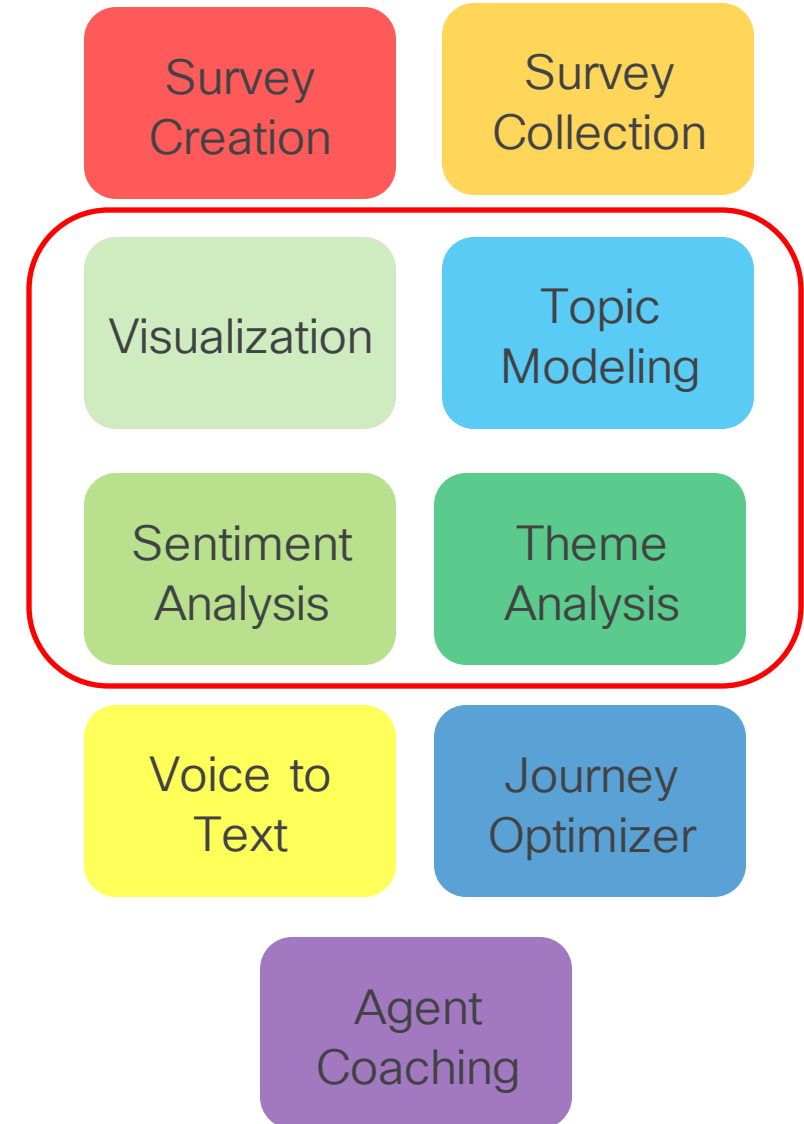 Survey
Creation
Survey
Collection
Visualization
Topic
Modeling
Sentiment
Analysis
Theme
Analysis
Voice to
Text
Journey
Optimizer
Agent
Coaching